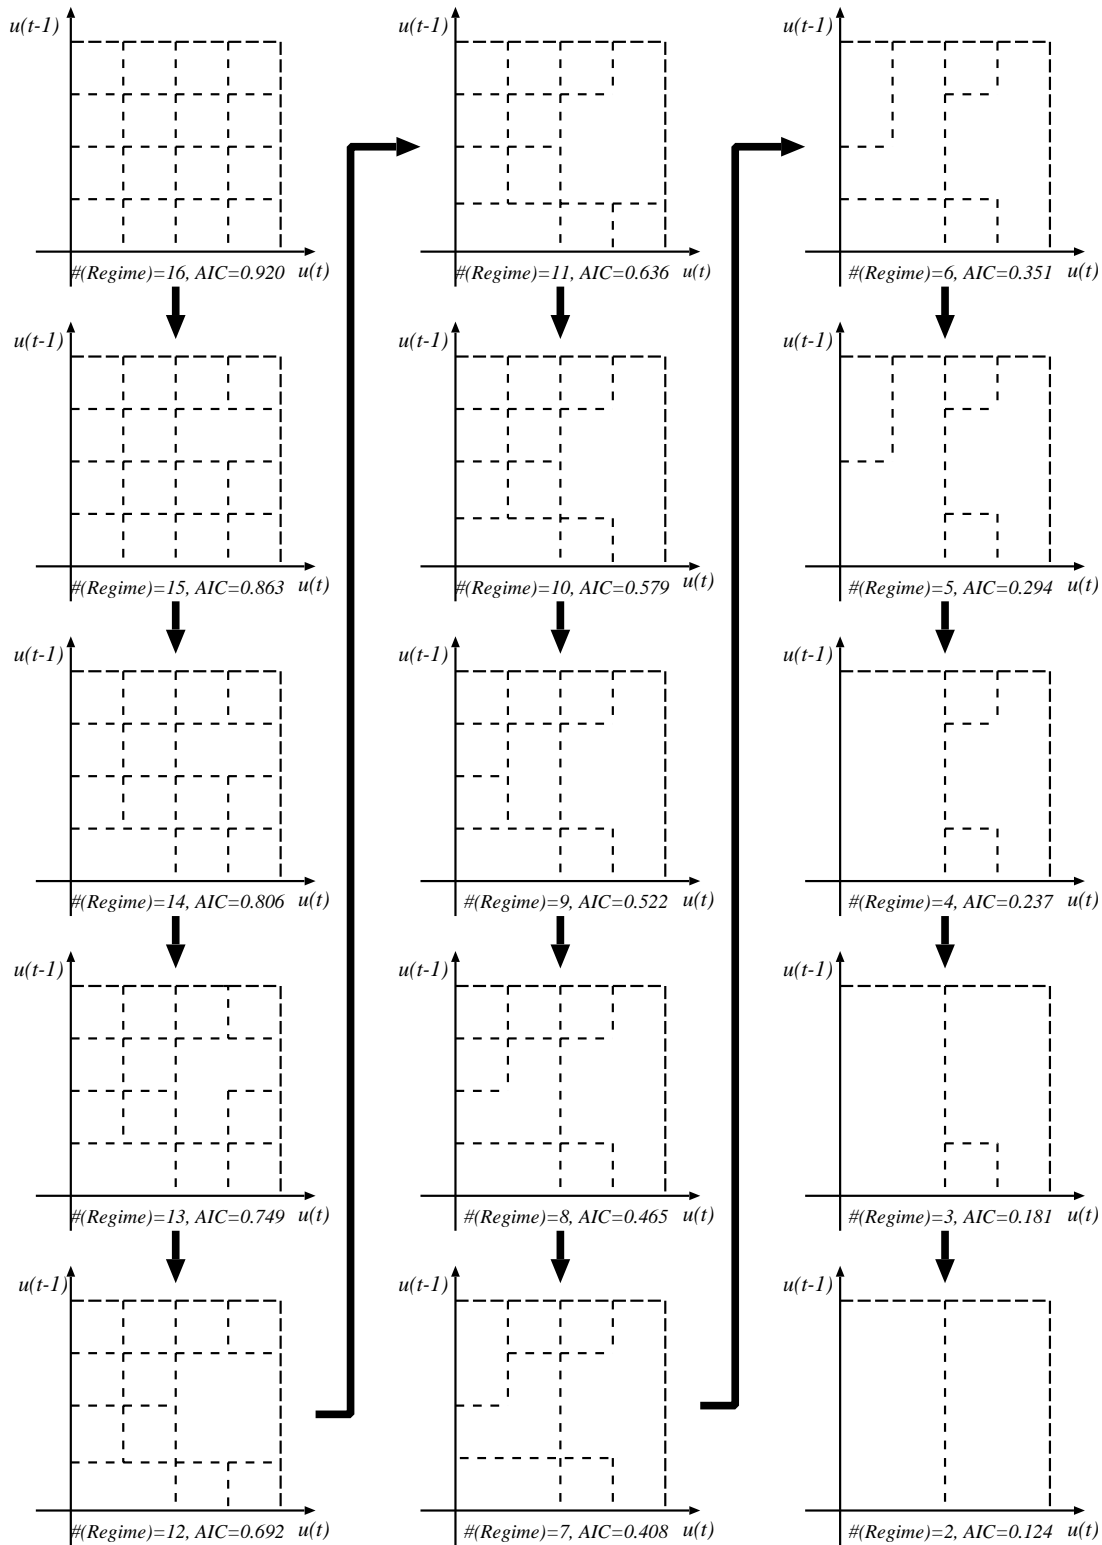 u(t-1)
#(Regime)=16, AIC=0.920 u(t)
u(t-1)
#(Regime)=15, AIC=0.863 u(t)
u(t-1)
#(Regime)=14, AIC=0.806 u(t)
u(t-1)
#(Regime)=13, AIC=0.749 u(t)
u(t-1)
#(Regime)=12, AIC=0.692 u(t)
u(t-1)
#(Regime)=11, AIC=0.636 u(t)
u(t-1)
#(Regime)=10, AIC=0.579 u(t)
u(t-1)
#(Regime)=9, AIC=0.522 u(t)
u(t-1)
#(Regime)=8, AIC=0.465 u(t)
u(t-1)
#(Regime)=7, AIC=0.408 u(t)
u(t-1)
#(Regime)=6, AIC=0.351 u(t)
u(t-1)
#(Regime)=5, AIC=0.294 u(t)
u(t-1)
#(Regime)=4, AIC=0.237 u(t)
u(t-1)
#(Regime)=3, AIC=0.181 u(t)
u(t-1)
#(Regime)=2, AIC=0.124 u(t)